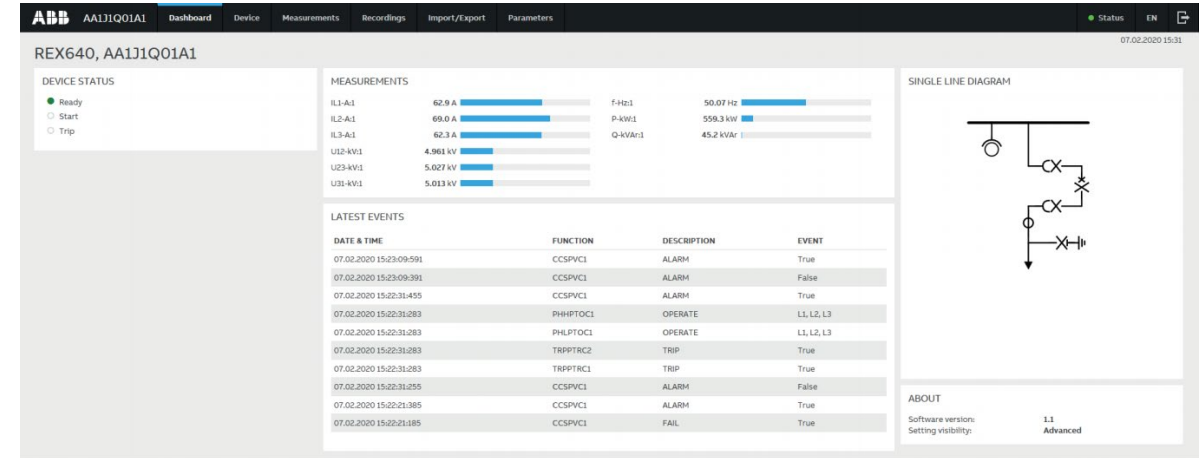 ABB AA1J1Q01A1 Dashboard Device Measurements Recordings Import/Export Parameters Status EN
07.02.2020 15:31
REX640, AA1J1Q01A1
DEVICE STATUS
Ready
Start
Trip
MEASUREMENTS
IL1-A:1 62.9 A f-Hz:1 50.07 Hz
IL2-A:1 69.0 A P-kW:1 559.3 kW
IL3-A:1 62.3 A Q-kVAr:1 45.2 kVAr
U12-kV:1 4.961 kV
U23-kV:1 5.027 kV
U31-kV:1 5.013 kV
LATEST EVENTS
DATE & TIME FUNCTION DESCRIPTION EVENT
07.02.2020 15:23:09:591 CCSPVC1 ALARM True
07.02.2020 15:23:09:391 CCSPVC1 ALARM False
07.02.2020 15:22:31:455 CCSPVC1 ALARM True
07.02.2020 15:22:31:283 PHHPTOC1 OPERATE L1, L2, L3
07.02.2020 15:22:31:283 PHLPTOC1 OPERATE L1, L2, L3
07.02.2020 15:22:31:283 TRPPTRC2 TRIP True
07.02.2020 15:22:31:283 TRPPTRC1 TRIP True
07.02.2020 15:22:31:255 CCSPVC1 ALARM False
07.02.2020 15:22:21:385 CCSPVC1 ALARM True
07.02.2020 15:22:21:185 CCSPVC1 FAIL True
SINGLE LINE DIAGRAM
ABOUT
Software version: 1.1
Setting visibility: Advanced